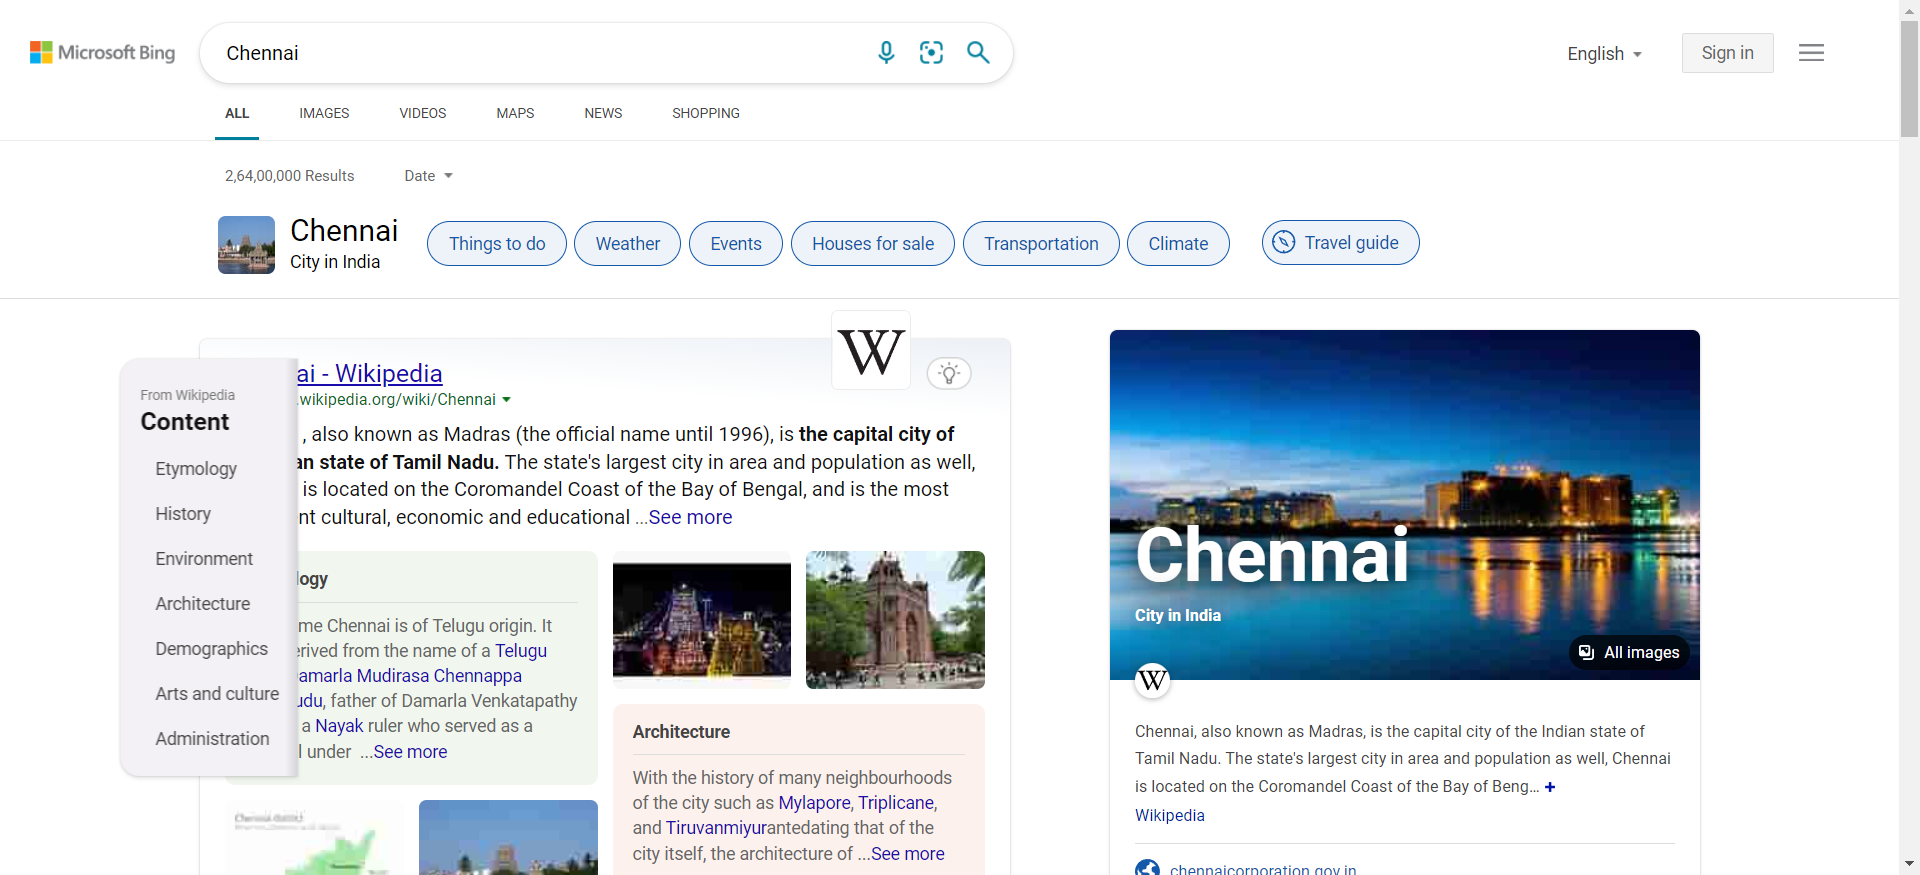 Microsoft Bing
Chennai
English
Sign in
ALL
IMAGES
VIDEOS
MAPS
NEWS
SHOPPING
2,64,00,000 Results
Date
Chennai
City in India
Things to do
Weather
Events
Houses for sale
Transportation
Climate
Travel guide
From Wikipedia
Content
Etymology
History
Environment
Architecture
Demographics
Arts and culture
Administration
ai - Wikipedia
.wikipedia.org/wiki/Chennai
W
, also known as Madras (the official name until 1996), is the capital city of
an state of Tamil Nadu. The state's largest city in area and population as well,
is located on the Coromandel Coast of the Bay of Bengal, and is the most
nt cultural, economic and educational ...See more
logy
me Chennai is of Telugu origin. It
erived from the name of a Telugu
amarla Mudirasa Chennappa
udu, father of Damarla Venkatapathy
a Nayak ruler who served as a
l under ...See more
Architecture
With the history of many neighbourhoods
of the city such as Mylapore, Triplicane,
and Tiruvanmiyurantedating that of the
city itself, the architecture of ...See more
Chennai
City in India
All images
W
Chennai, also known as Madras, is the capital city of the Indian state of
Tamil Nadu. The state's largest city in area and population as well, Chennai
is located on the Coromandel Coast of the Bay of Beng... +
Wikipedia
chennaicorporation.gov.in